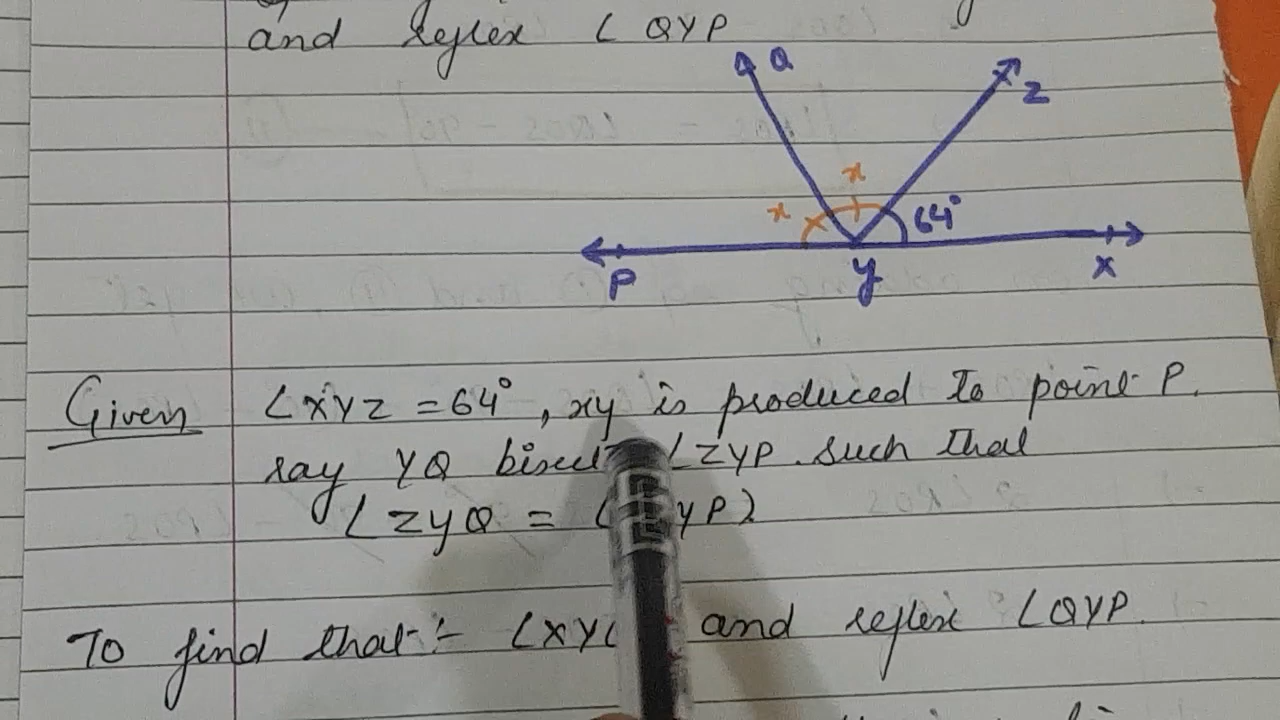 and reflex ∠QYP
Q
Z
x
x
64°
P
Y
X
Given ∠XYZ = 64°, xy is produced to point P.
ray YQ bisect ∠ZYP. such that
∠ZYQ = ∠ YP)
To find that :- ∠XY and reflex ∠QYP.